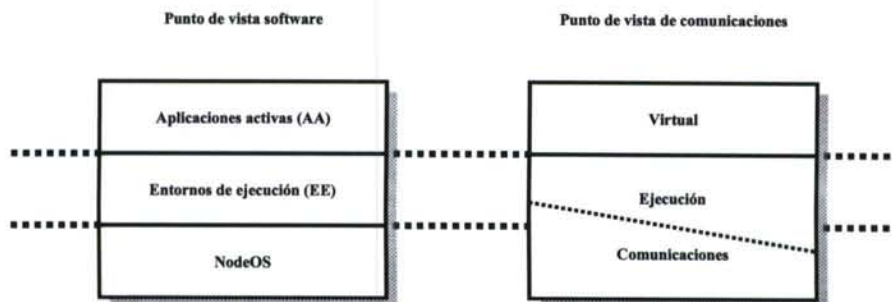 Punto de vista software
Punto de vista de comunicaciones
Aplicaciones activas (AA)
Virtual
Entornos de ejecución (EE)
Ejecución
NodeOS
Comunicaciones